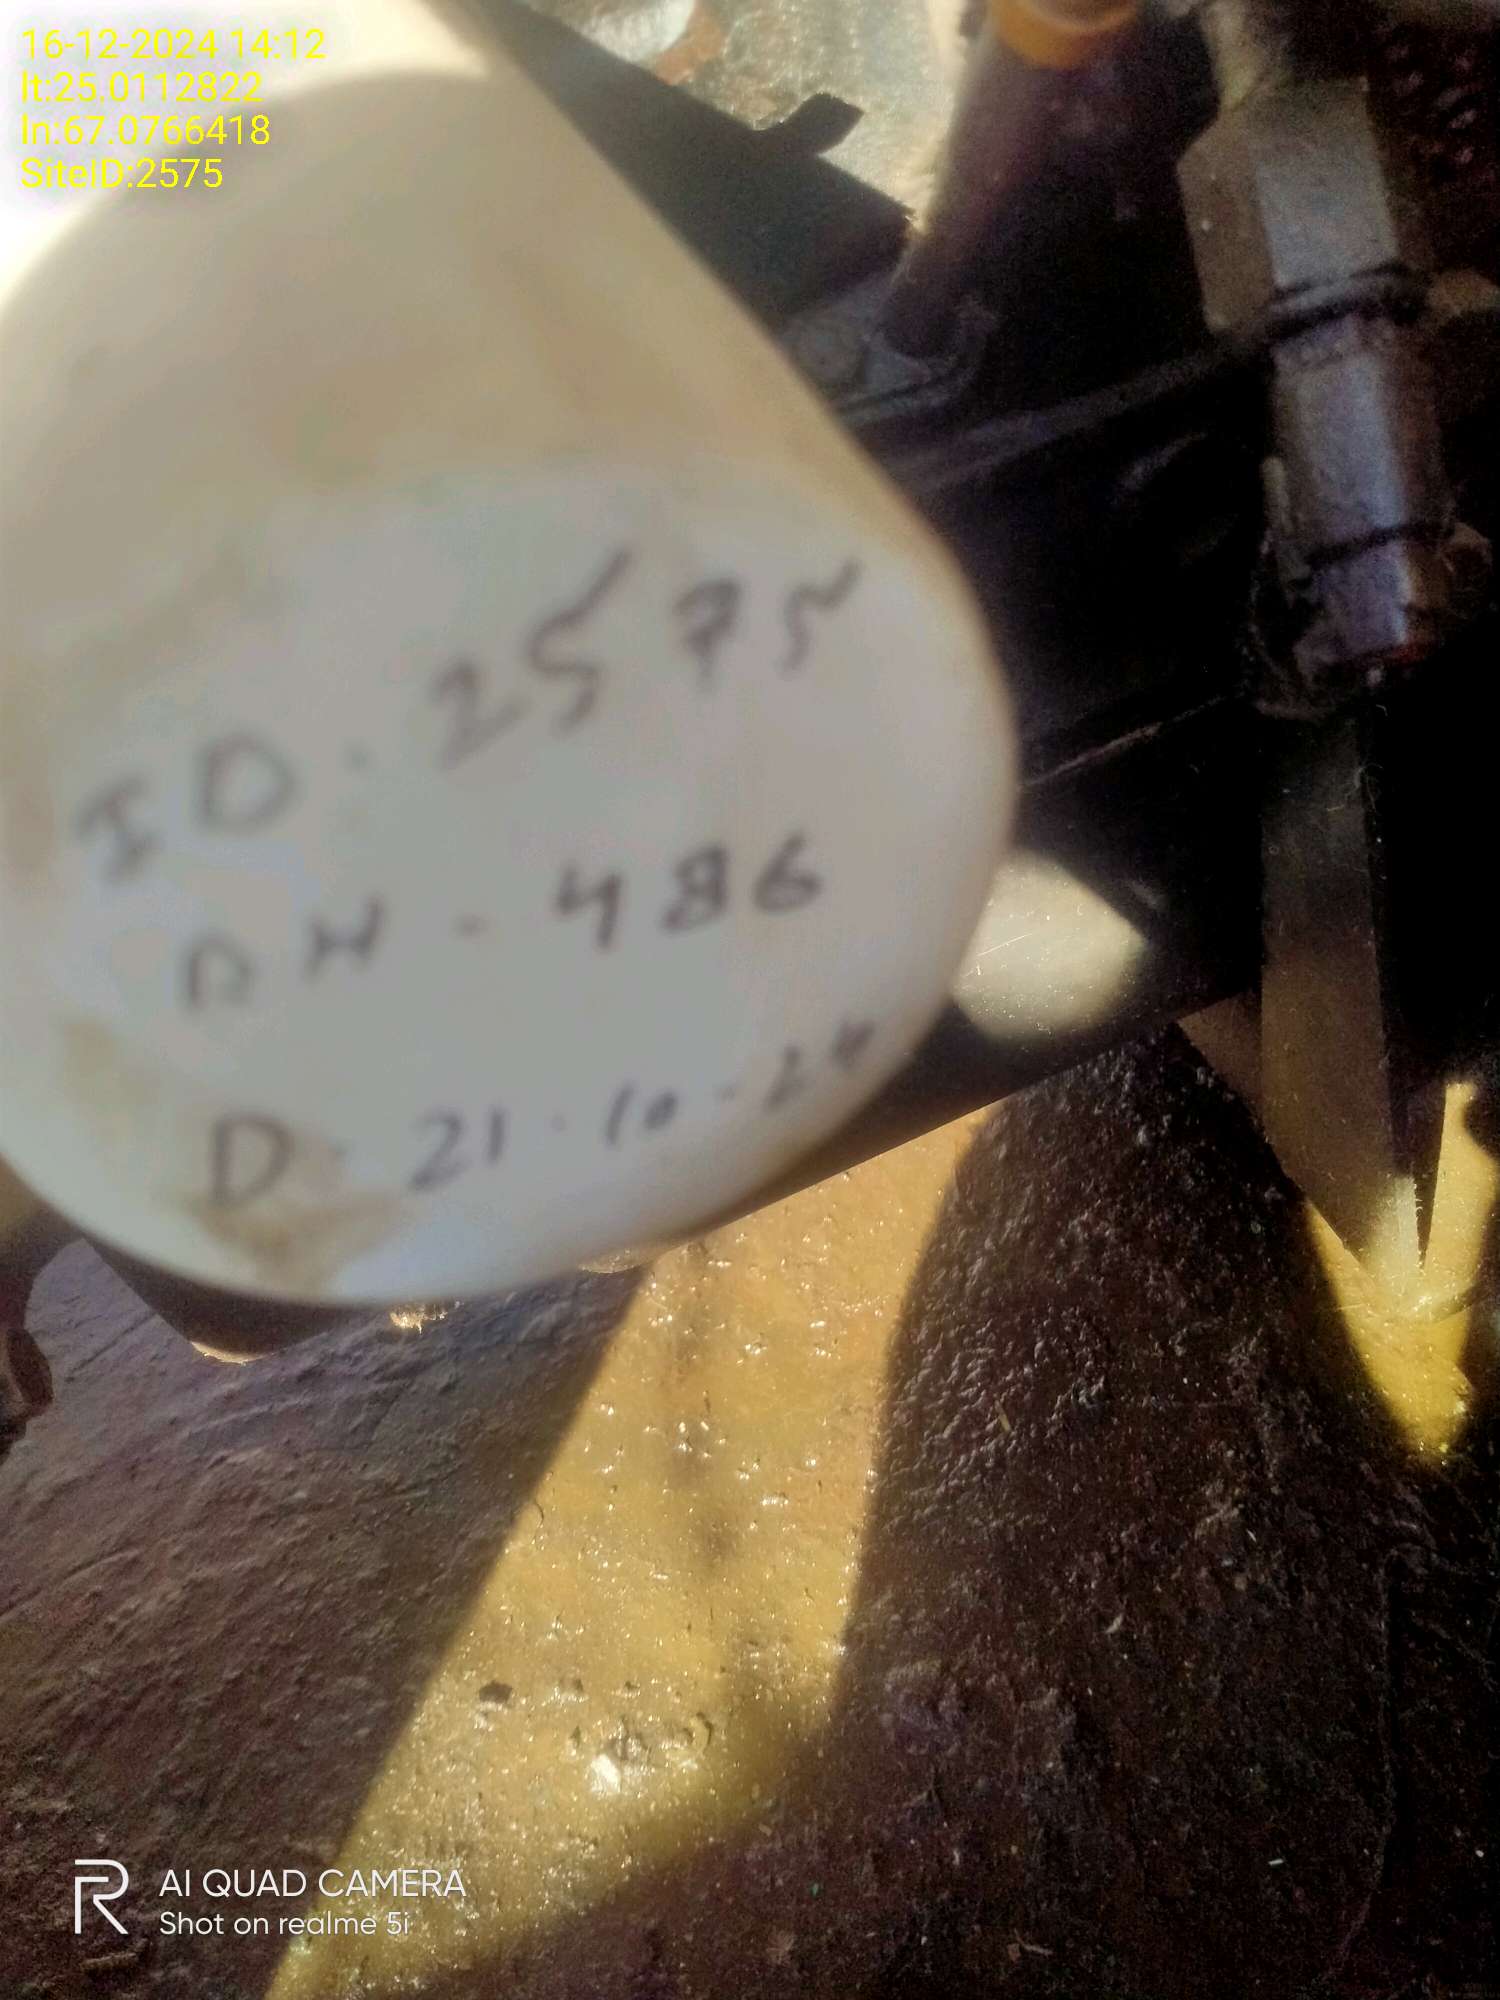 16-12-2024 14:12
lt:25.0112822
ln:67.0766418
SiteID:2575
ID. 2575
DH - 486
D. 21.10-24
AI QUAD CAMERA
Shot on realme 5i